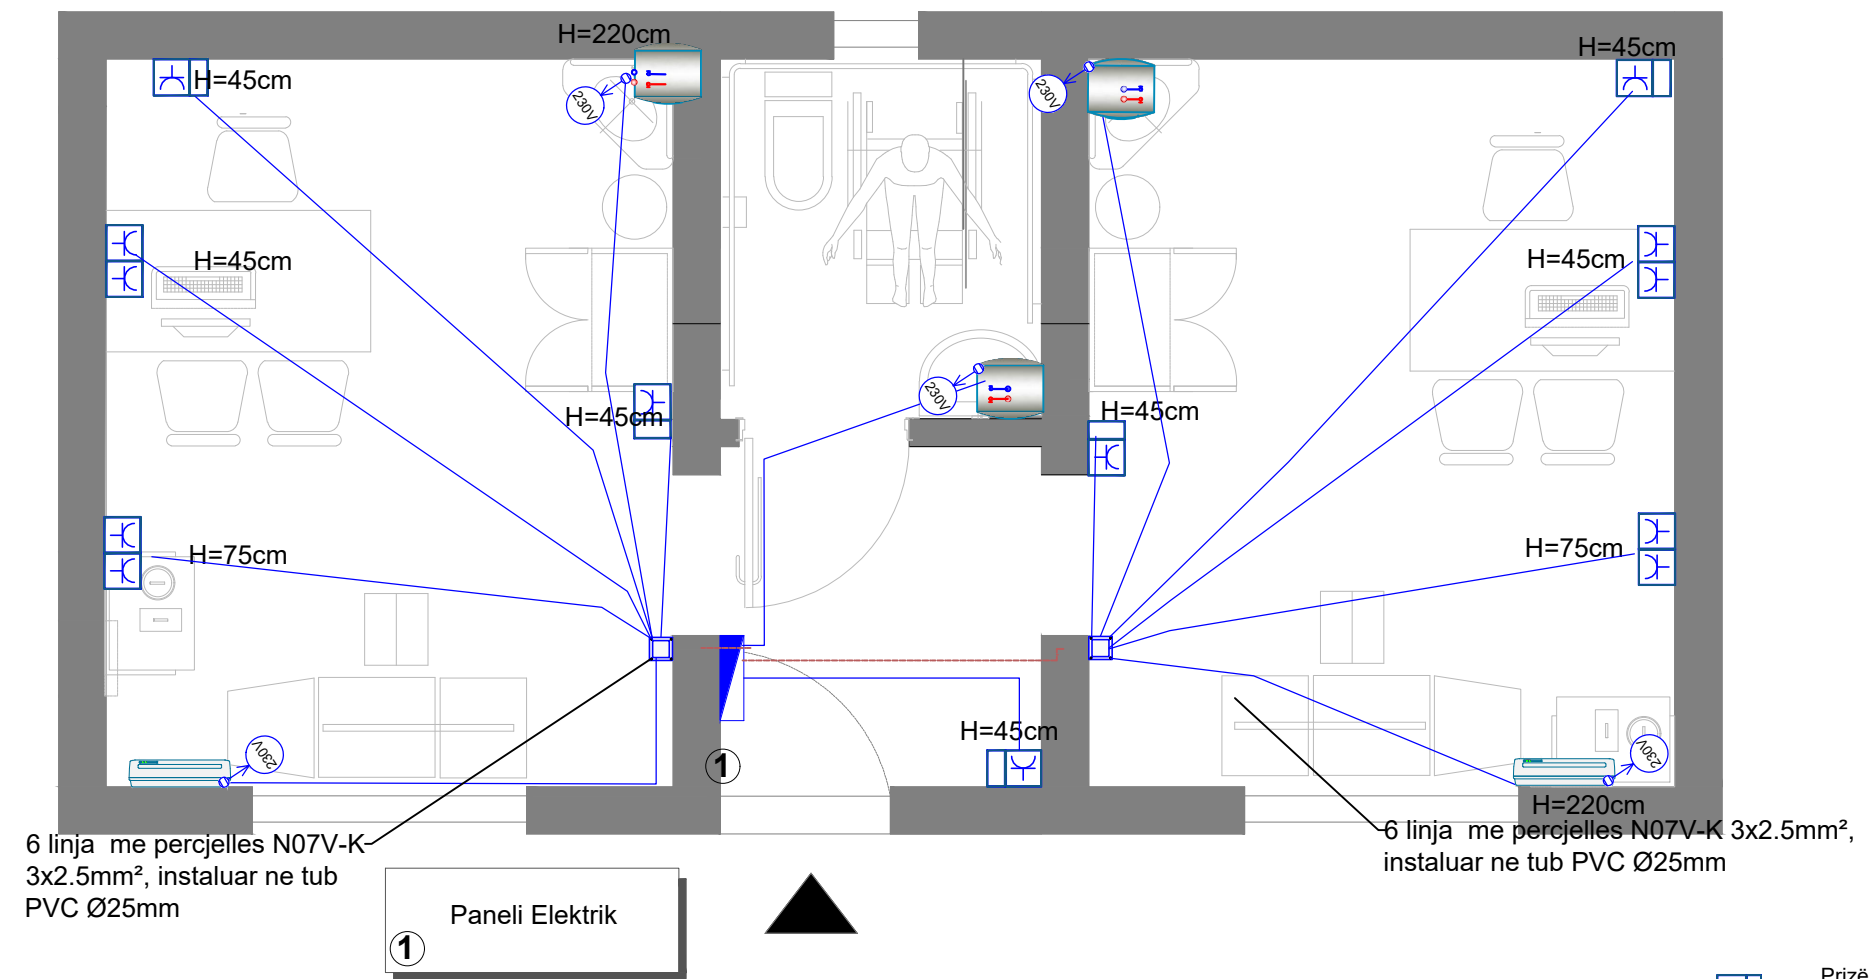 H=220cm
H=45cm
H=45cm
230V
230V
H=45cm
H=45cm
230V
H=45cm
H=45cm
H=75cm
H=75cm
H=45cm
230V
230V
1
H=220cm
6 linja me percjelles N07V-K
3x2.5mm², instaluar ne tub
PVC Ø25mm
6 linja me percjelles N07V-K 3x2.5mm²,
instaluar ne tub PVC Ø25mm
Paneli Elektrik
1
Prizë